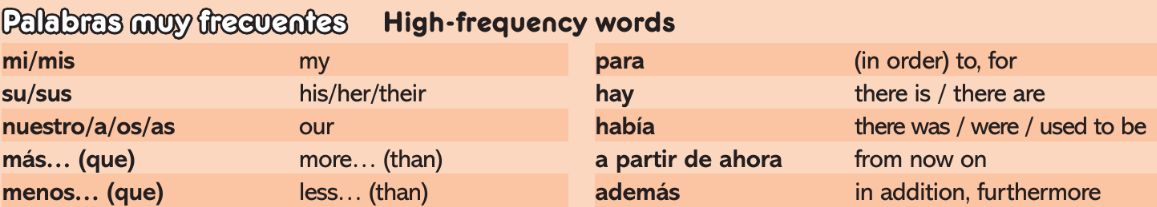 Palabras muy frecuentes High-frequency words
mi/mis my
su/sus his/her/their
nuestro/a/os/as our
más… (que) more… (than)
menos… (que) less… (than)
para (in order) to, for
hay there is / there are
había there was / were / used to be
a partir de ahora from now on
además in addition, furthermore